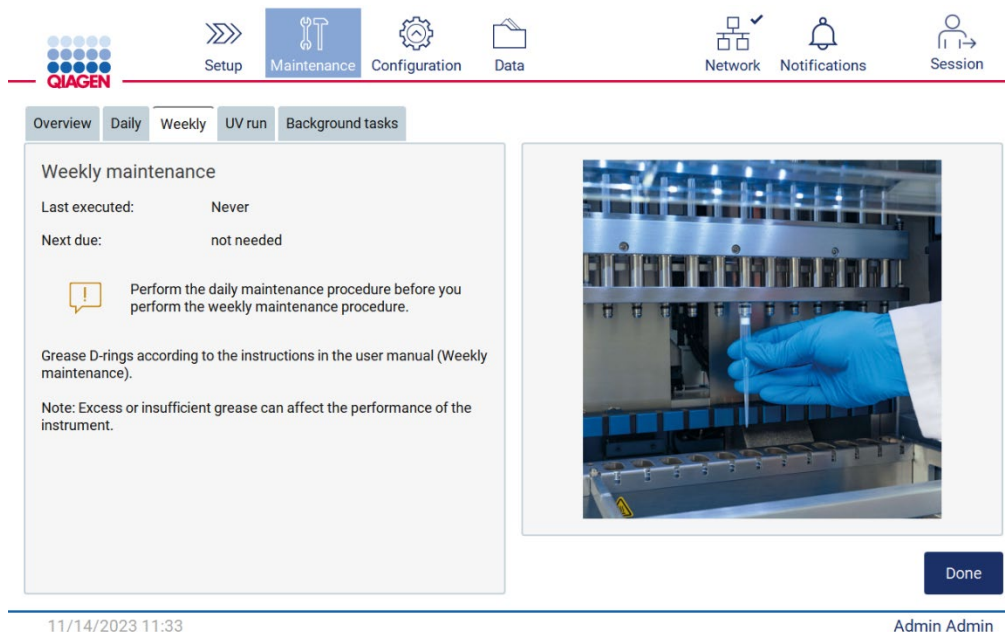 QIAGEN
Setup
Maintenance
Configuration
Data
Network
Notifications
Session
Overview
Daily
Weekly
UV run
Background tasks
Weekly maintenance
Last executed: Never
Next due: not needed
Perform the daily maintenance procedure before you
perform the weekly maintenance procedure.
Grease D-rings according to the instructions in the user manual (Weekly
maintenance).
Note: Excess or insufficient grease can affect the performance of the
instrument.
Done
11/14/2023 11:33
Admin Admin